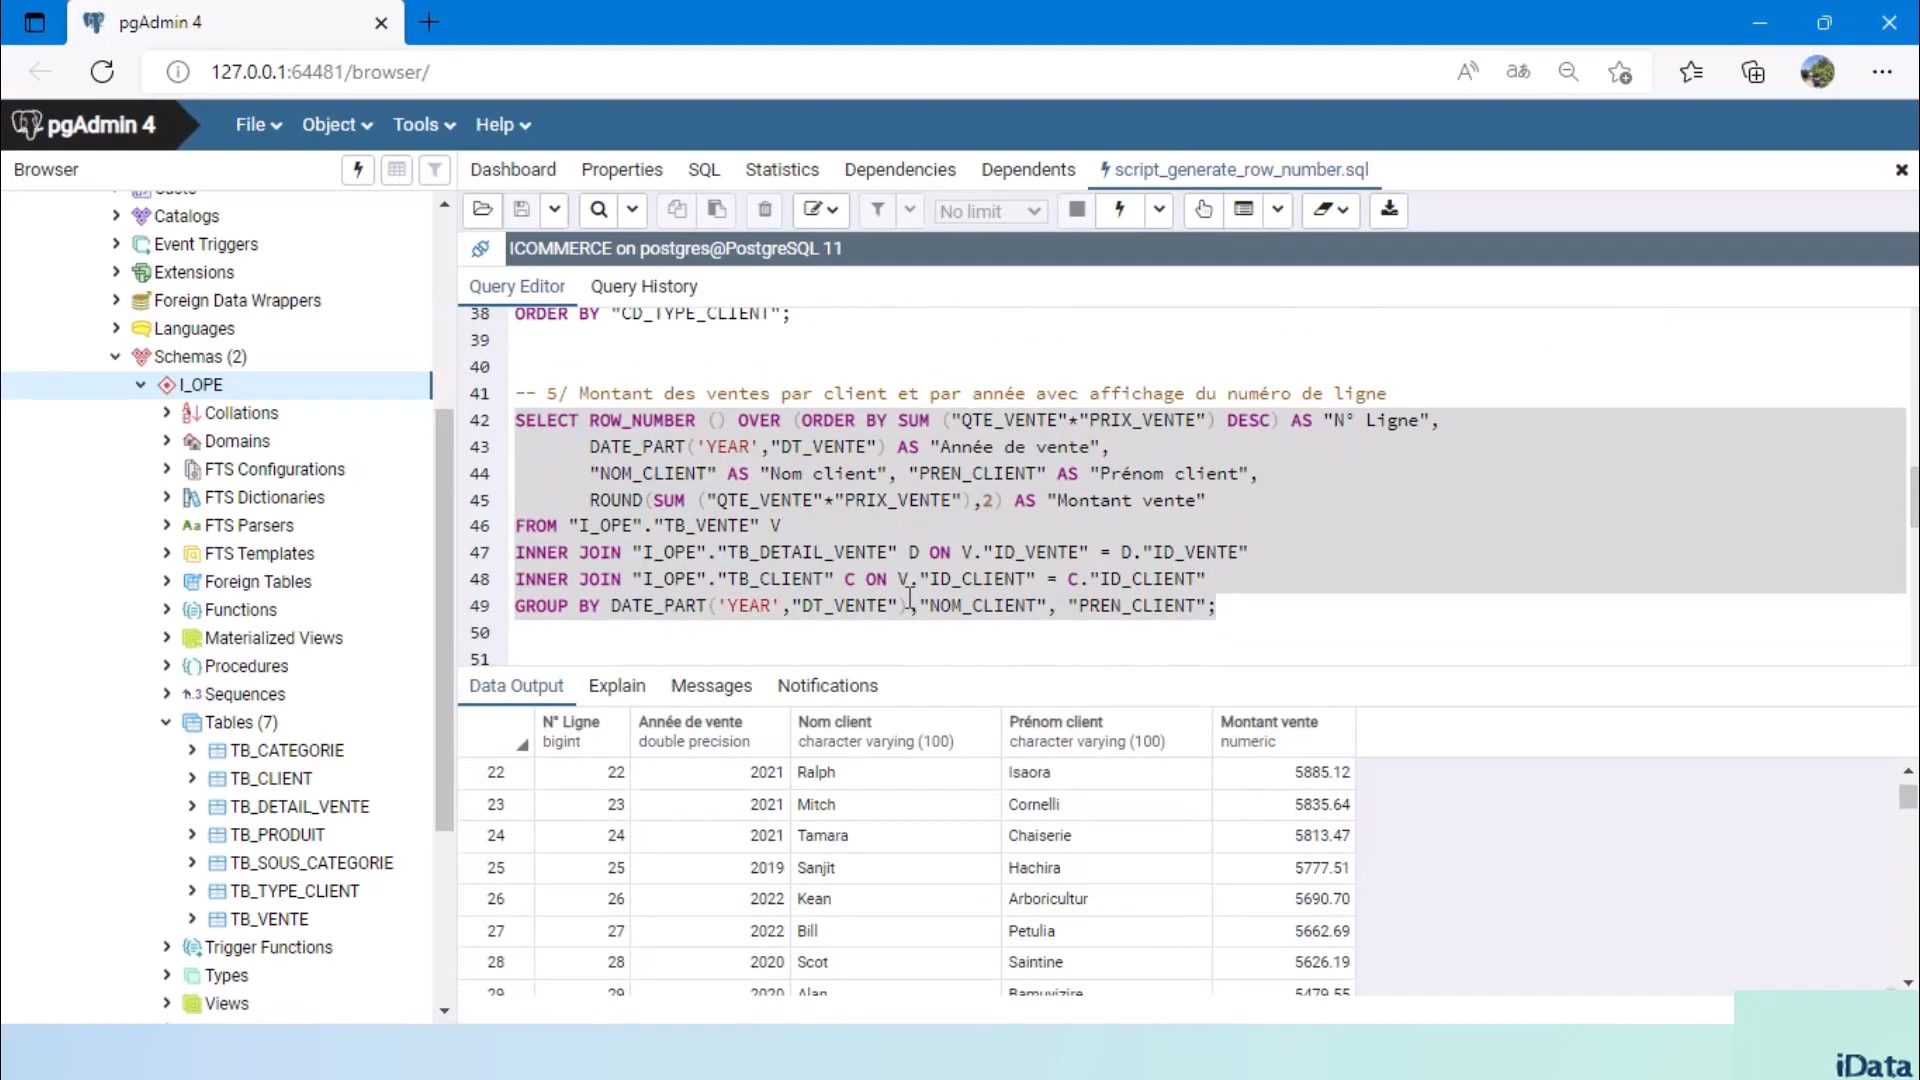 pgAdmin 4
127.0.0.1:64481/browser/
pgAdmin 4
File
Object
Tools
Help
Browser
Dashboard
Properties
SQL
Statistics
Dependencies
Dependents
script_generate_row_number.sql
No limit
ICOMMERCE on postgres@PostgreSQL 11
Query Editor
Query History
Catalogs
Event Triggers
Extensions
Foreign Data Wrappers
Languages
Schemas (2)
I_OPE
Collations
Domains
FTS Configurations
FTS Dictionaries
FTS Parsers
FTS Templates
Foreign Tables
Functions
Materialized Views
Procedures
Sequences
Tables (7)
TB_CATEGORIE
TB_CLIENT
TB_DETAIL_VENTE
TB_PRODUIT
TB_SOUS_CATEGORIE
TB_TYPE_CLIENT
TB_VENTE
Trigger Functions
Types
Views
38 ORDER BY "CD_TYPE_CLIENT";
39
40
41 -- 5/ Montant des ventes par client et par année avec affichage du numéro de ligne
42 SELECT ROW_NUMBER () OVER (ORDER BY SUM ("QTE_VENTE"*"PRIX_VENTE") DESC) AS "N° Ligne",
43 DATE_PART('YEAR',"DT_VENTE") AS "Année de vente",
44 "NOM_CLIENT" AS "Nom client", "PREN_CLIENT" AS "Prénom client",
45 ROUND(SUM ("QTE_VENTE"*"PRIX_VENTE"),2) AS "Montant vente"
46 FROM "I_OPE"."TB_VENTE" V
47 INNER JOIN "I_OPE"."TB_DETAIL_VENTE" D ON V."ID_VENTE" = D."ID_VENTE"
48 INNER JOIN "I_OPE"."TB_CLIENT" C ON V."ID_CLIENT" = C."ID_CLIENT"
49 GROUP BY DATE_PART('YEAR',"DT_VENTE"),"NOM_CLIENT", "PREN_CLIENT";
50
51
Data Output
Explain
Messages
Notifications
N° Ligne Année de vente Nom client Prénom client Montant vente
bigint double precision character varying (100) character varying (100) numeric
22 22 2021 Ralph Isaora 5885.12
23 23 2021 Mitch Cornelli 5835.64
24 24 2021 Tamara Chaiserie 5813.47
25 25 2019 Sanjit Hachira 5777.51
26 26 2022 Kean Arboricultur 5690.70
27 27 2022 Bill Petulia 5662.69
28 28 2020 Scot Saintine 5626.19
29 29 2020 Alan 5479.55
iData